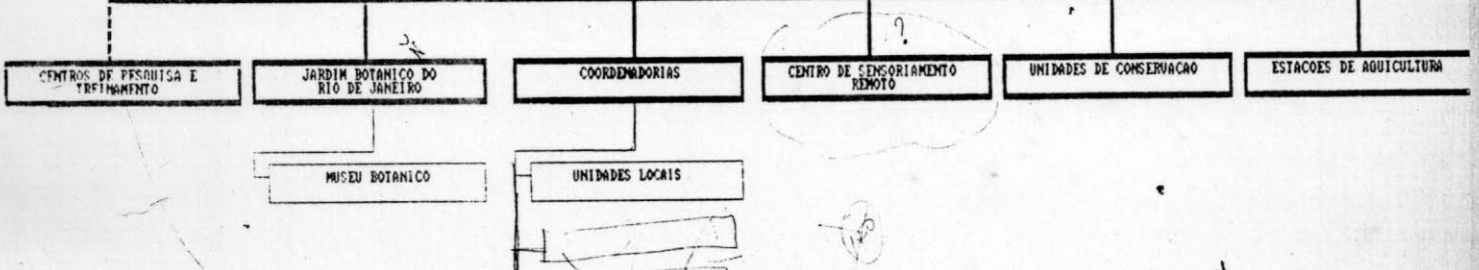 ?
CENTROS DE PESQUISA E
TREINAMENTO
JARDIM BOTANICO DO
RIO DE JANEIRO
COORDENADORIAS
CENTRO DE SENSORIAMENTO
REMOTO
UNIDADES DE CONSERVACAO
ESTACOES DE AQUICULTURA
MUSEU BOTANICO
UNIDADES LOCAIS